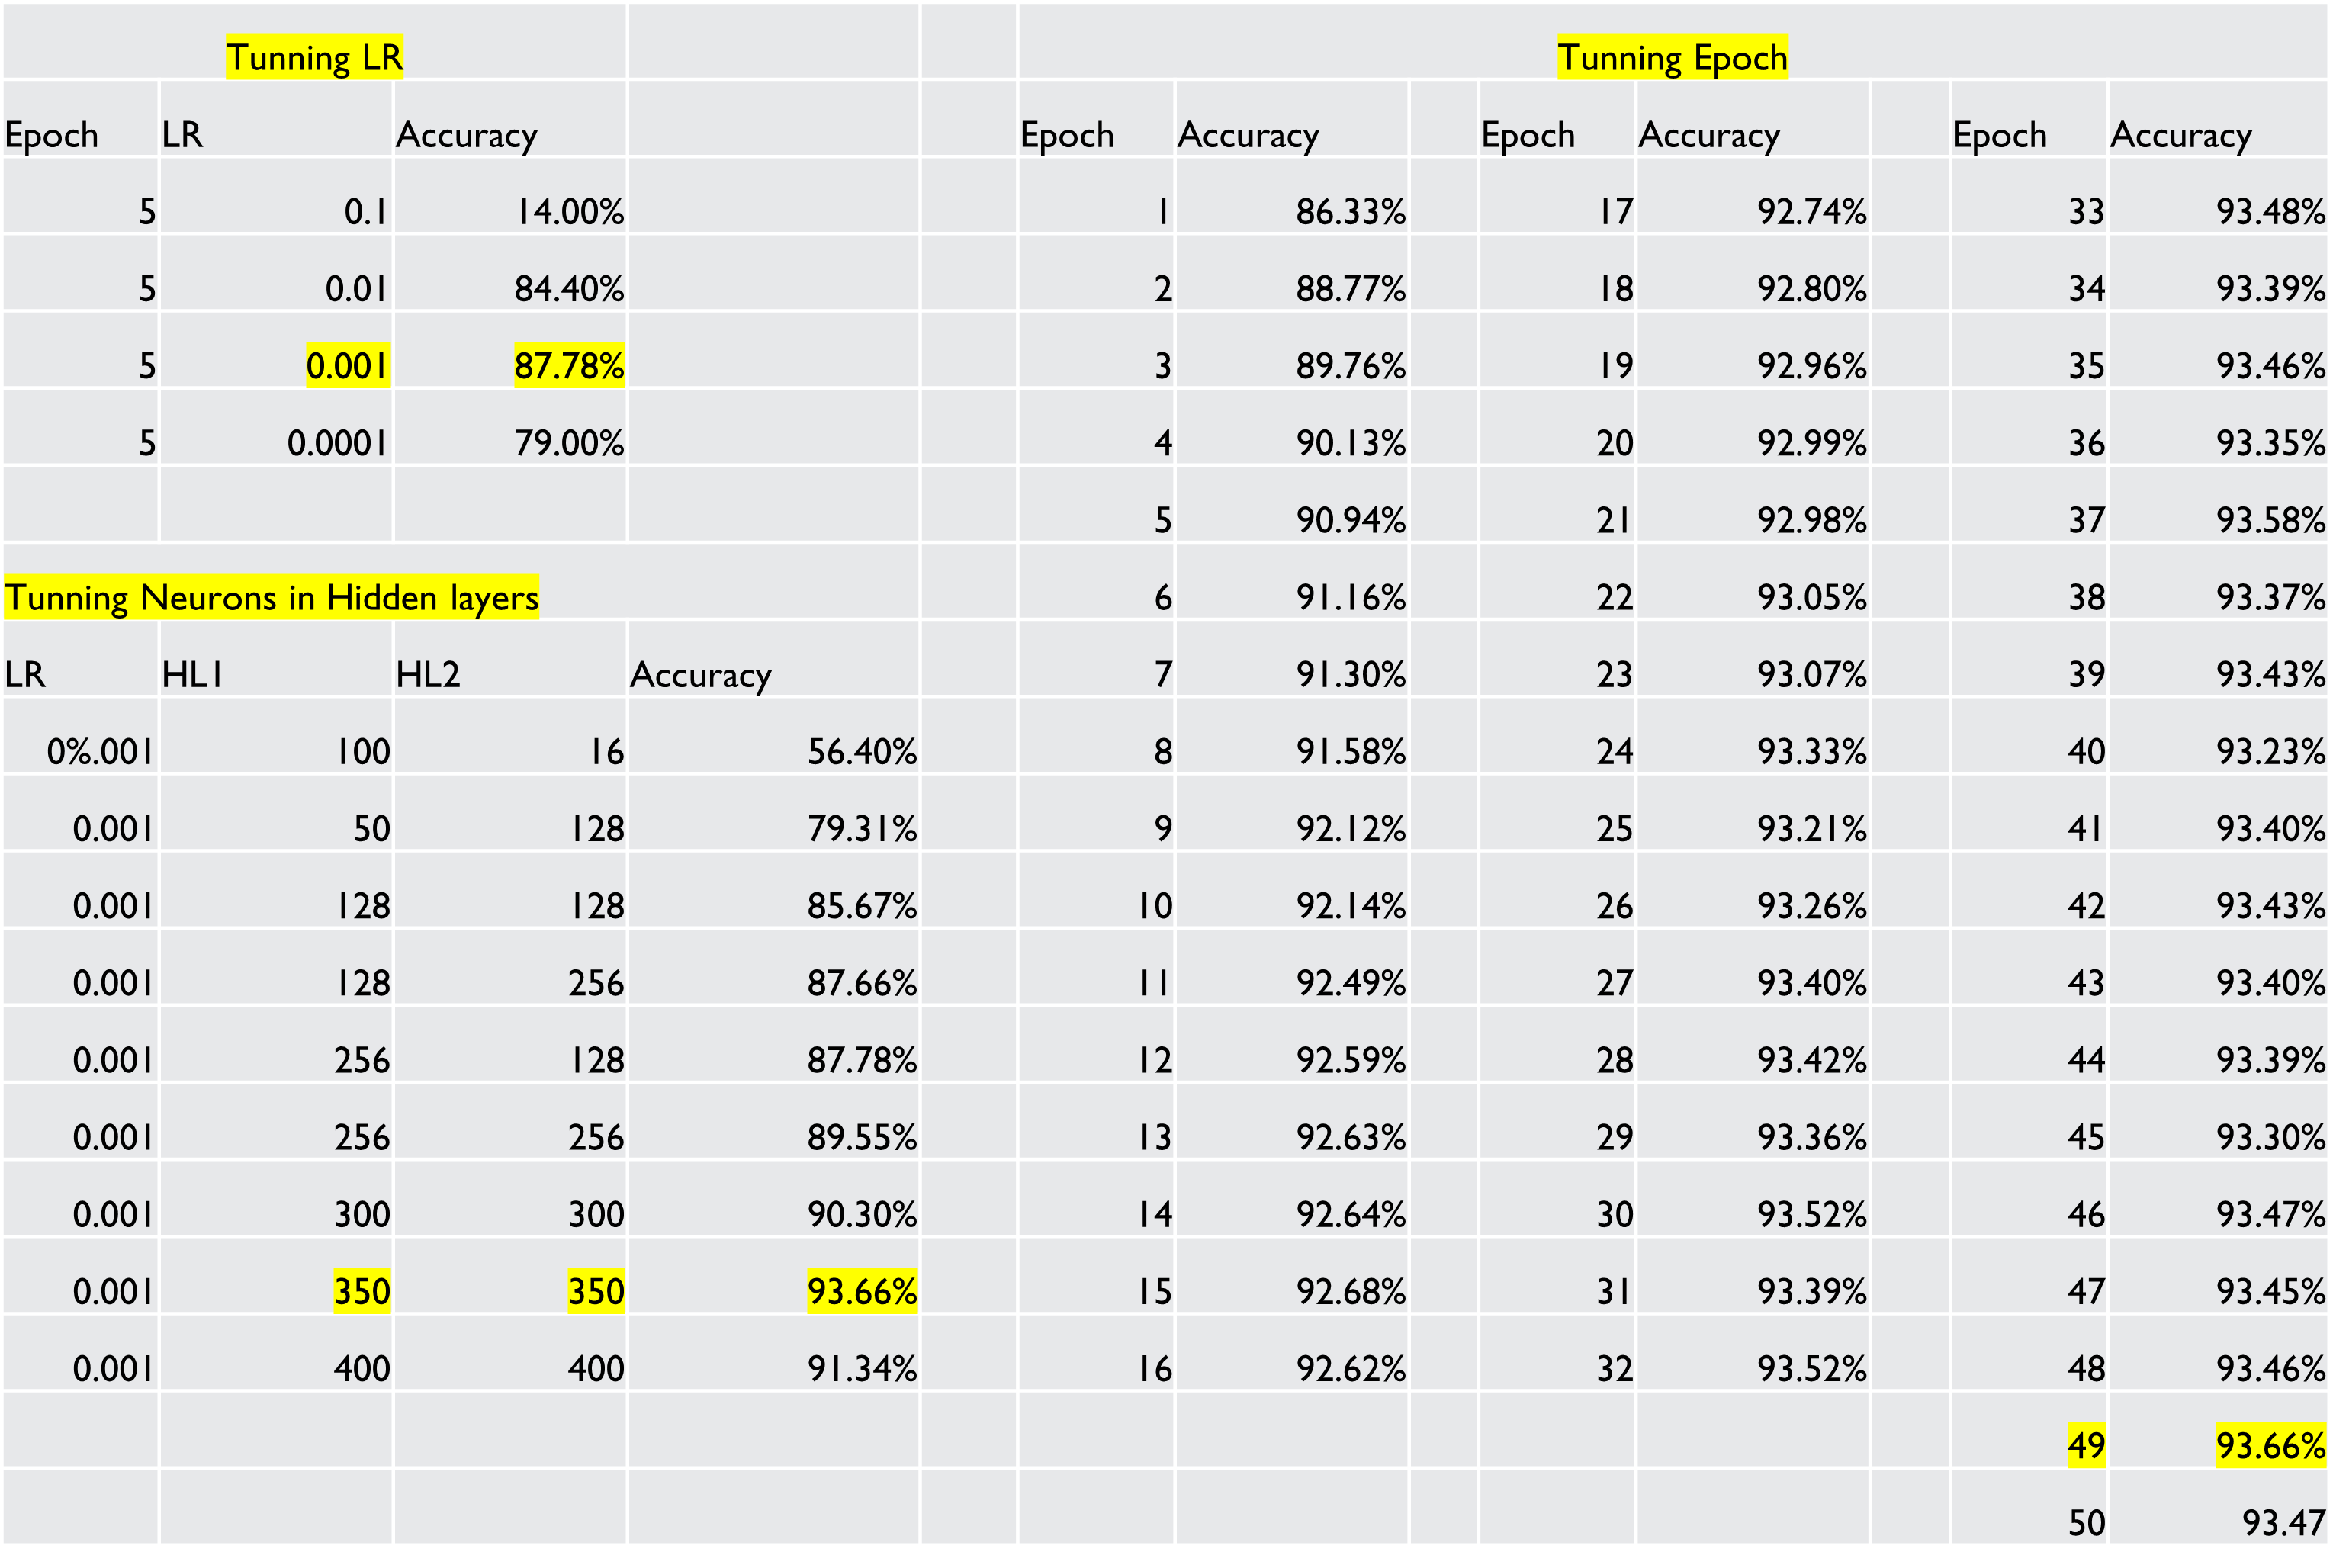 Tunning LR Tunning Epoch
Epoch LR Accuracy Epoch Accuracy Epoch Accuracy Epoch Accuracy
5 0.1 14.00% 1 86.33% 17 92.74% 33 93.48%
5 0.01 84.40% 2 88.77% 18 92.80% 34 93.39%
5 0.001 87.78% 3 89.76% 19 92.96% 35 93.46%
5 0.0001 79.00% 4 90.13% 20 92.99% 36 93.35%
5 90.94% 21 92.98% 37 93.58%
Tunning Neurons in Hidden layers 6 91.16% 22 93.05% 38 93.37%
LR HL1 HL2 Accuracy 7 91.30% 23 93.07% 39 93.43%
0%.001 100 16 56.40% 8 91.58% 24 93.33% 40 93.23%
0.001 50 128 79.31% 9 92.12% 25 93.21% 41 93.40%
0.001 128 128 85.67% 10 92.14% 26 93.26% 42 93.43%
0.001 128 256 87.66% 11 92.49% 27 93.40% 43 93.40%
0.001 256 128 87.78% 12 92.59% 28 93.42% 44 93.39%
0.001 256 256 89.55% 13 92.63% 29 93.36% 45 93.30%
0.001 300 300 90.30% 14 92.64% 30 93.52% 46 93.47%
0.001 350 350 93.66% 15 92.68% 31 93.39% 47 93.45%
0.001 400 400 91.34% 16 92.62% 32 93.52% 48 93.46%
49 93.66%
50 93.47